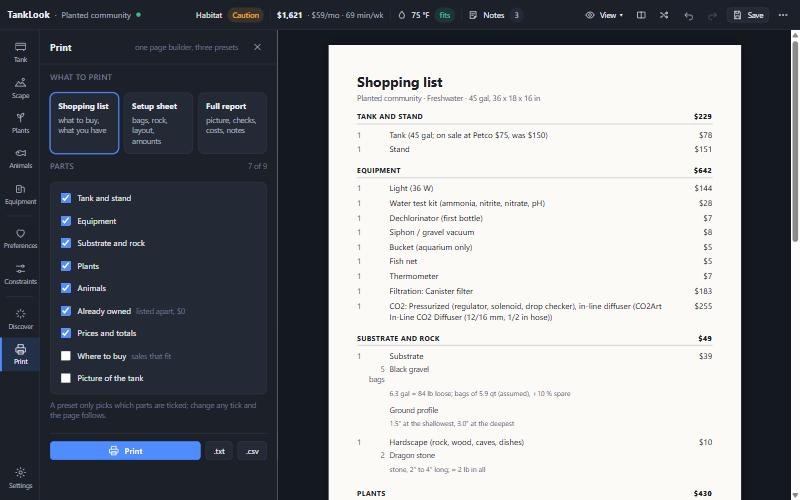 TankLook · Planted community
Habitat Caution $1,621 · $59/mo · 69 min/wk 75 °F fits Notes 3
View Save
Tank
Scape
Plants
Animals
Equipment
Preferences
Constraints
Discover
Print
Settings
Print one page builder, three presets
WHAT TO PRINT
Shopping list
what to buy,
what you have
Setup sheet
bags, rock,
layout,
amounts
Full report
picture, checks,
costs, notes
PARTS 7 of 9
Tank and stand
Equipment
Substrate and rock
Plants
Animals
Already owned listed apart, $0
Prices and totals
Where to buy sales that fit
Picture of the tank
A preset only picks which parts are ticked; change any tick and
the page follows.
Print .txt .csv
Shopping list
Planted community · Freshwater · 45 gal, 36 x 18 x 16 in
TANK AND STAND $229
1 Tank (45 gal; on sale at Petco $75, was $150) $78
1 Stand $151
EQUIPMENT $642
1 Light (36 W) $144
1 Water test kit (ammonia, nitrite, nitrate, pH) $28
1 Dechlorinator (first bottle) $7
1 Siphon / gravel vacuum $8
1 Bucket (aquarium only) $5
1 Fish net $5
1 Thermometer $7
1 Filtration: Canister filter $183
1 CO2: Pressurized (regulator, solenoid, drop checker), in-line diffuser (CO2Art $255
In-Line CO2 Diffuser (12/16 mm, 1/2 in hose))
SUBSTRATE AND ROCK $49
1 Substrate $39
5 Black gravel
bags
6.3 gal = 84 lb loose; bags of 5.9 qt (assumed), +10 % spare
Ground profile
1.5" at the shallowest, 3.0" at the deepest
1 Hardscape (rock, wood, caves, dishes) $10
2 Dragon stone
stone, 2" to 4" long; ≈ 2 lb in all
PLANTS $430